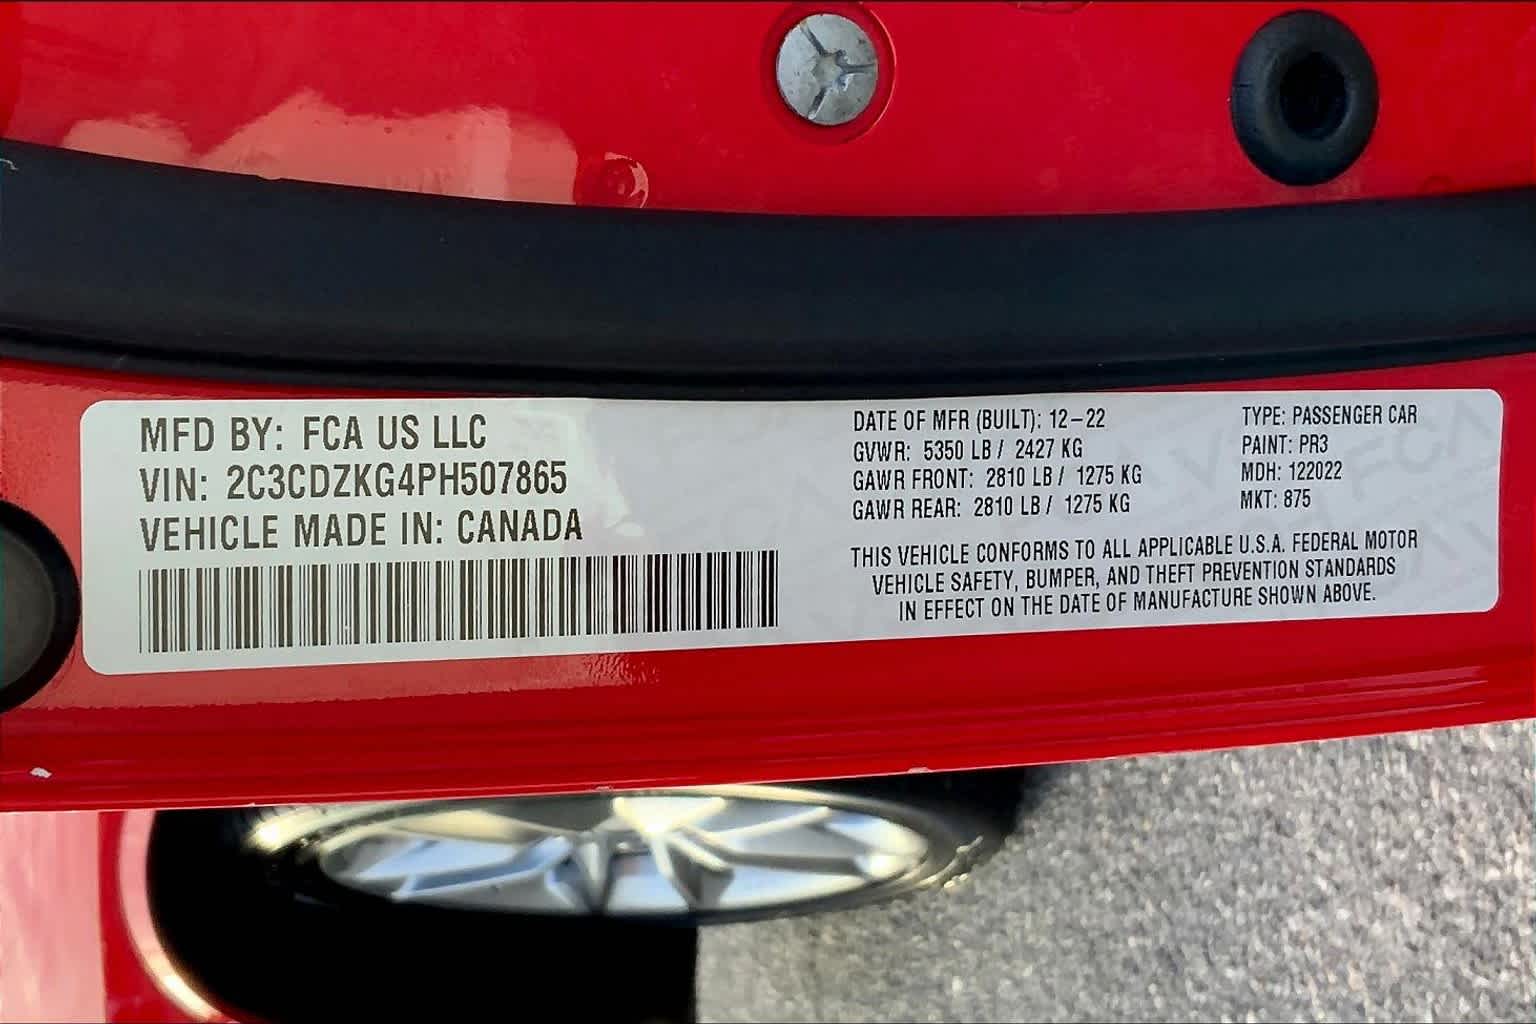 MFD BY: FCA US LLC
VIN: 2C3CDZKG4PH507865
VEHICLE MADE IN: CANADA
DATE OF MFR (BUILT): 12-22
GVWR: 5350 LB / 2427 KG
GAWR FRONT: 2810 LB / 1275 KG
GAWR REAR: 2810 LB / 1275 KG
TYPE: PASSENGER CAR
PAINT: PR3
MDH: 122022
MKT: 875
THIS VEHICLE CONFORMS TO ALL APPLICABLE U.S.A. FEDERAL MOTOR
VEHICLE SAFETY, BUMPER, AND THEFT PREVENTION STANDARDS
IN EFFECT ON THE DATE OF MANUFACTURE SHOWN ABOVE.